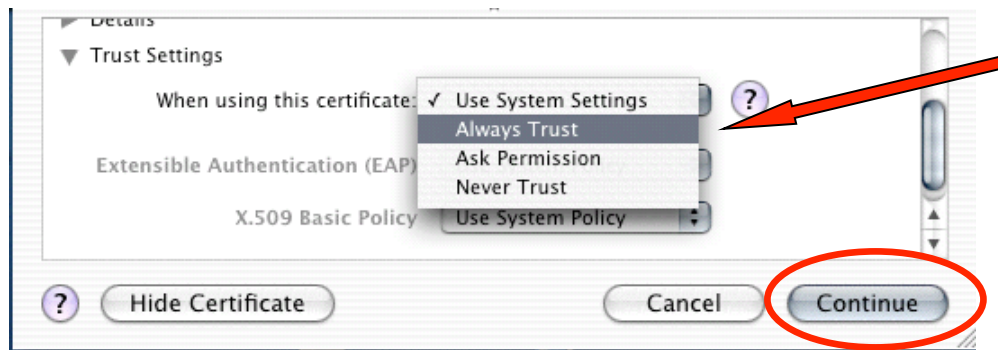 Details
Trust Settings
When using this certificate: ✓ Use System Settings ?
Always Trust
Extensible Authentication (EAP) Ask Permission
Never Trust
X.509 Basic Policy Use System Policy
? Hide Certificate Cancel Continue